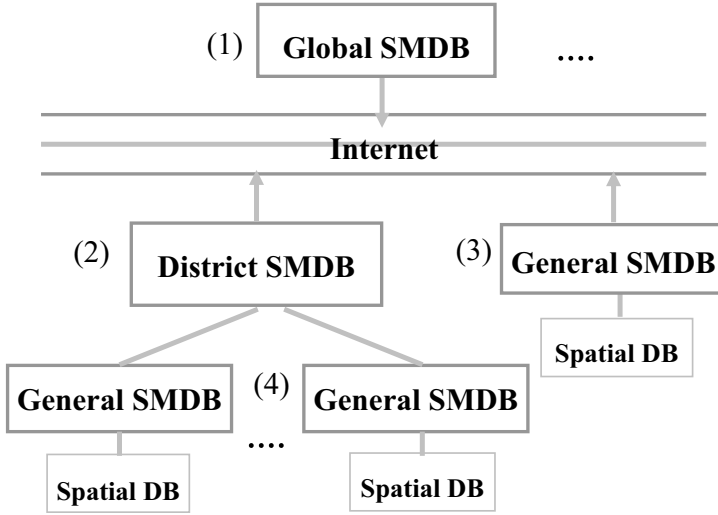 (1)
Global SMDB
....
Internet
(2)
District SMDB
(3)
General SMDB
Spatial DB
General SMDB
(4)
General SMDB
....
Spatial DB
Spatial DB